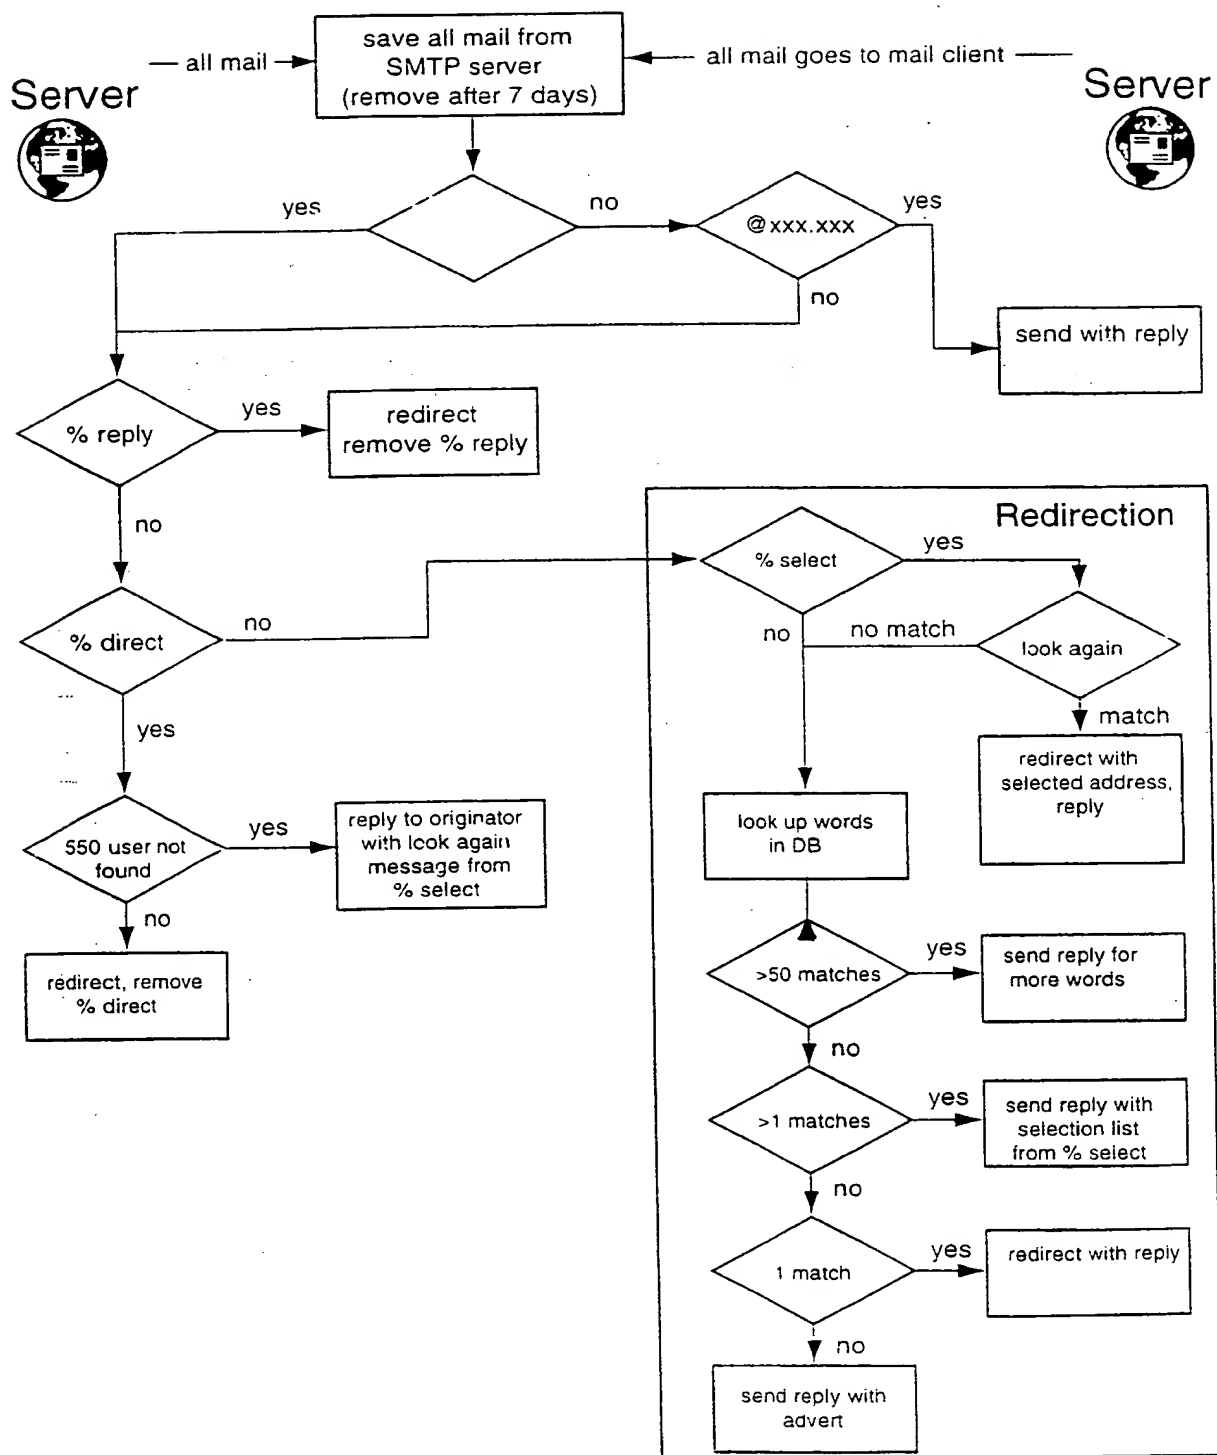 save all mail from
SMTP server
(remove after 7 days)
all mail
all mail goes to mail client
Server
Server
yes
no
@xxx.xxx
yes
no
send with reply
% reply
yes
redirect
remove % reply
no
Redirection
% select
yes
% direct
no
no
no match
look again
yes
match
redirect with
selected address,
reply
550 user not
found
yes
reply to originator
with look again
message from
% select
look up words
in DB
no
redirect, remove
% direct
>50 matches
yes
send reply for
more words
no
>1 matches
yes
send reply with
selection list
from % select
no
1 match
yes
redirect with reply
no
send reply with
advert